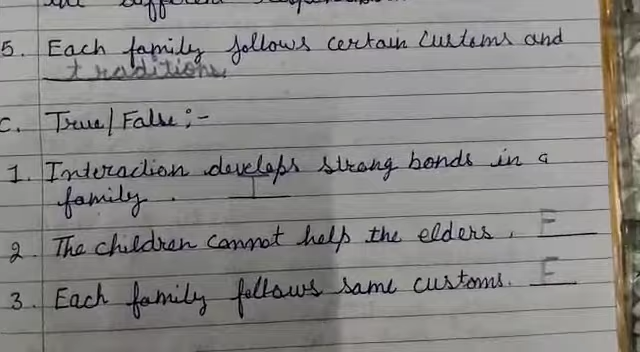 5. Each family follows certain customs and
traditions
C. True/False :-
1. Interaction develops strong bonds in a
family. T
2. The children cannot help the elders. F
3. Each family follows same customs. F